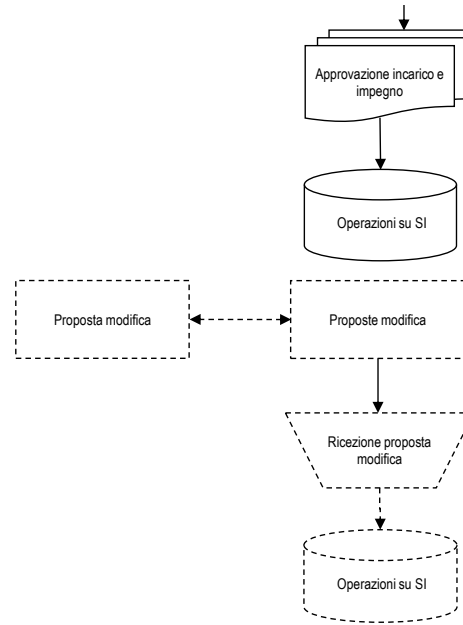 Approvazione incarico e
impegno
Operazioni su SI
Proposta modifica
Proposte modifica
Ricezione proposta
modifica
Operazioni su SI